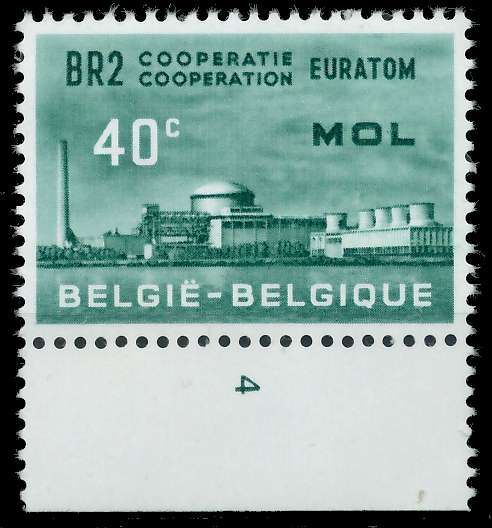 BR2 COOPERATIE EURATOM
COOPERATION
40c MOL
BELGIË-BELGIQUE
4